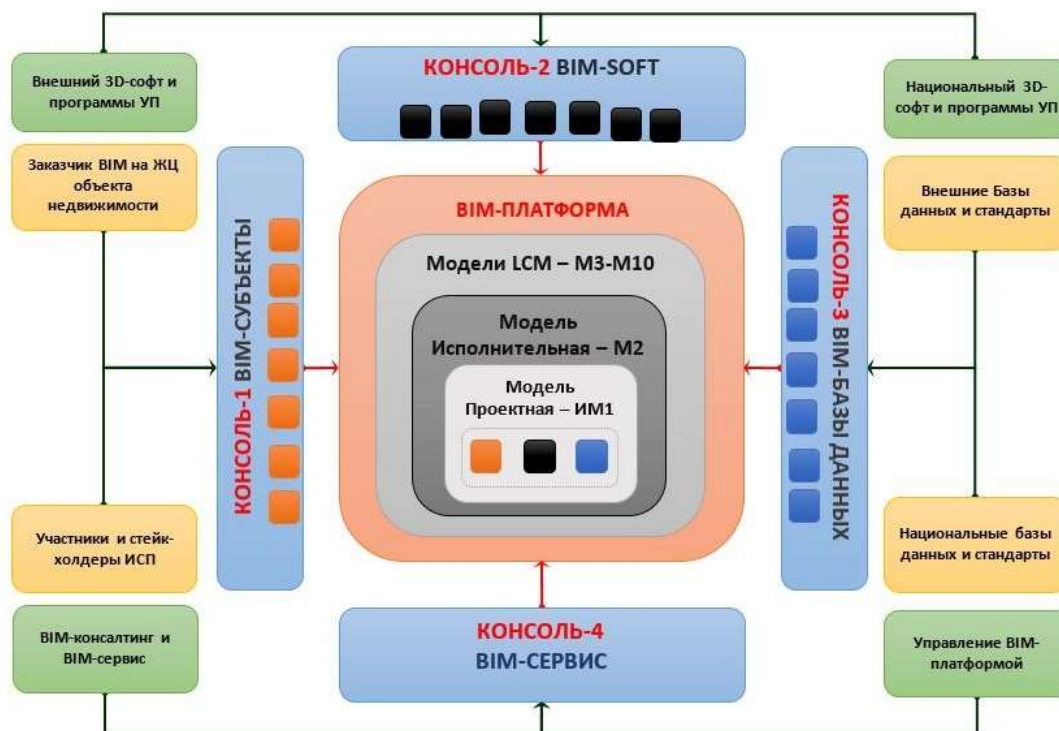 Внешний 3D-софт и
программы УП
КОНСОЛЬ-2 BIM-SOFT
Национальный 3D-
софт и программы УП
Заказчик BIM на ЖЦ
объекта
недвижимости
КОНСОЛЬ-1 BIM-СУБЪЕКТЫ
BIM-ПЛАТФОРМА
Модели LCM – М3-М10
Модель
Исполнительная – М2
Модель
Проектная – ИМ1
КОНСОЛЬ-3 BIM-БАЗЫ ДАННЫХ
Внешние Базы
данных и стандарты
Участники и стейк-
холдеры ИСП
Национальные базы
данных и стандарты
BIM-консалтинг и
BIM-сервис
КОНСОЛЬ-4
BIM-СЕРВИС
Управление BIM-
платформой